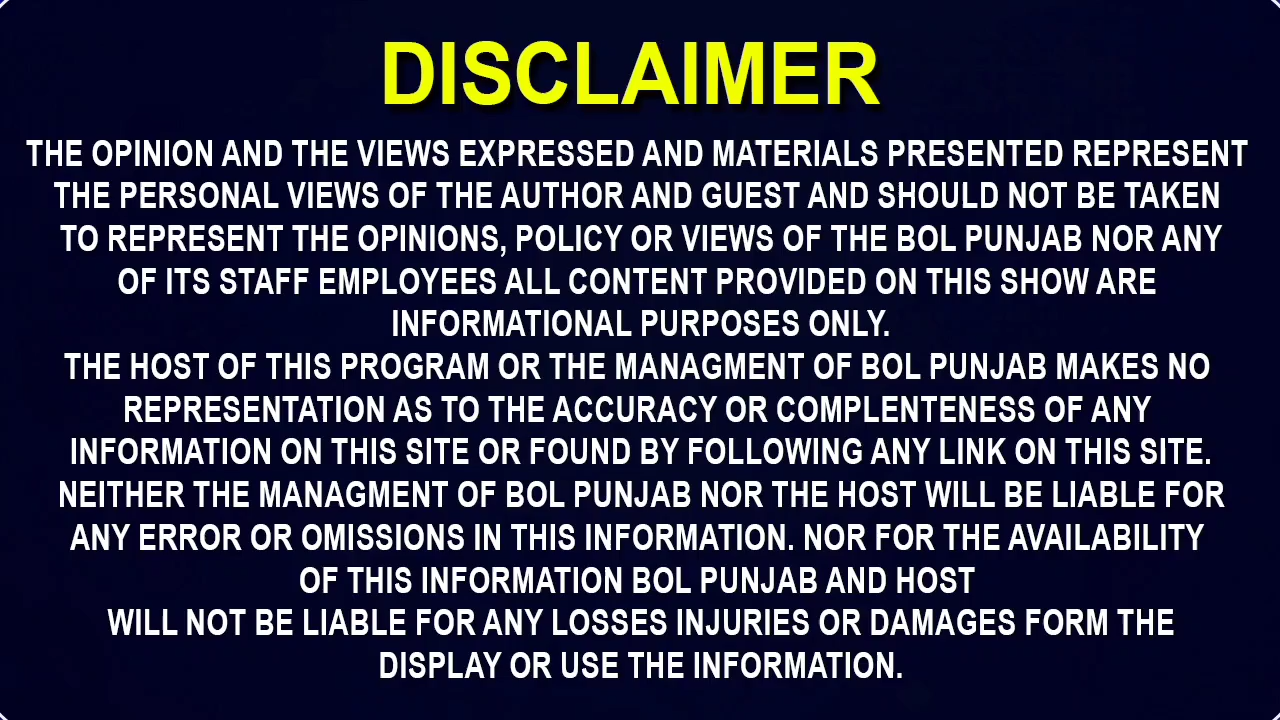 DISCLAIMER
THE OPINION AND THE VIEWS EXPRESSED AND MATERIALS PRESENTED REPRESENT
THE PERSONAL VIEWS OF THE AUTHOR AND GUEST AND SHOULD NOT BE TAKEN
TO REPRESENT THE OPINIONS, POLICY OR VIEWS OF THE BOL PUNJAB NOR ANY
OF ITS STAFF EMPLOYEES ALL CONTENT PROVIDED ON THIS SHOW ARE
INFORMATIONAL PURPOSES ONLY.
THE HOST OF THIS PROGRAM OR THE MANAGMENT OF BOL PUNJAB MAKES NO
REPRESENTATION AS TO THE ACCURACY OR COMPLENTENESS OF ANY
INFORMATION ON THIS SITE OR FOUND BY FOLLOWING ANY LINK ON THIS SITE.
NEITHER THE MANAGMENT OF BOL PUNJAB NOR THE HOST WILL BE LIABLE FOR
ANY ERROR OR OMISSIONS IN THIS INFORMATION. NOR FOR THE AVAILABILITY
OF THIS INFORMATION BOL PUNJAB AND HOST
WILL NOT BE LIABLE FOR ANY LOSSES INJURIES OR DAMAGES FORM THE
DISPLAY OR USE THE INFORMATION.